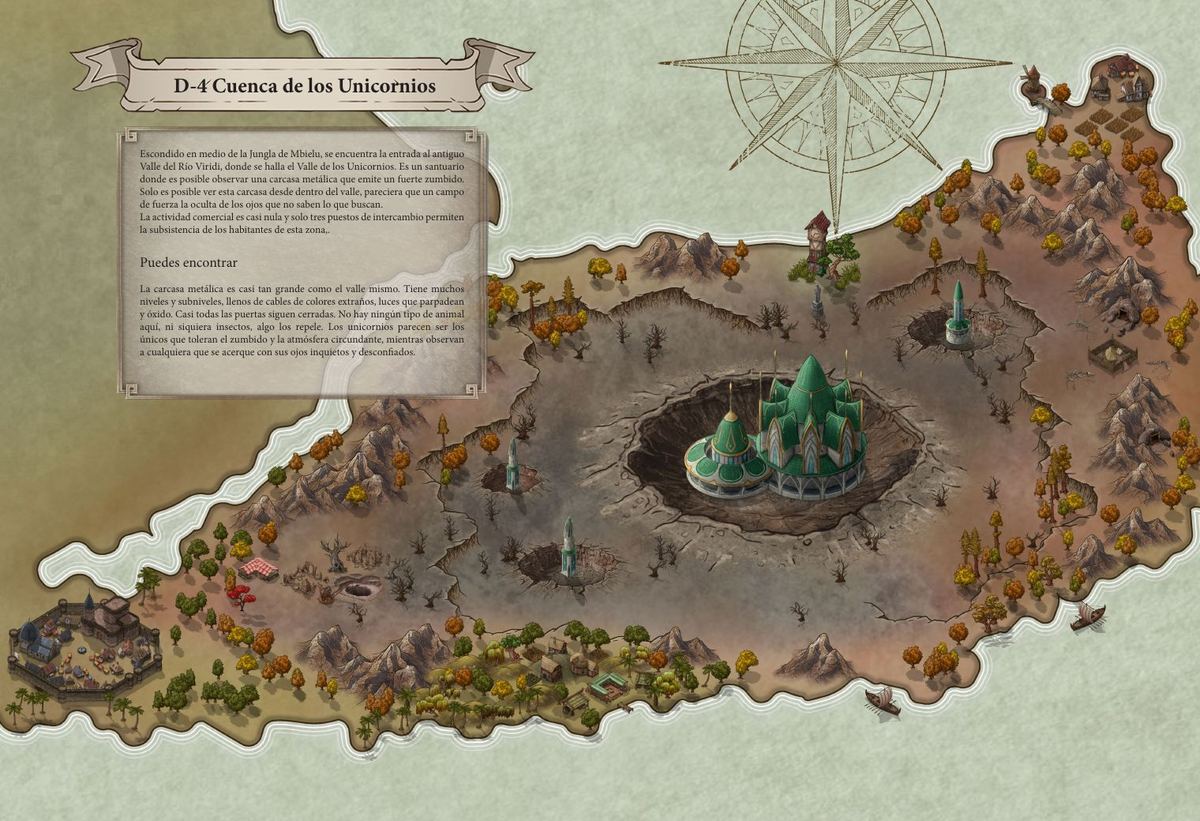 D-4 Cuenca de los Unicornios
Escondido en medio de la Jungla de Mbielu, se encuentra la entrada al antiguo
Valle del Río Viridi, donde se halla el Valle de los Unicornios. Es un santuario
donde es posible observar una carcasa metálica que emite un fuerte zumbido.
Solo es posible ver esta carcasa desde dentro del valle, pareciera que un campo
de fuerza la oculta de los ojos que no saben lo que buscan.
La actividad comercial es casi nula y solo tres puestos de intercambio permiten
la subsistencia de los habitantes de esta zona,.
Puedes encontrar
La carcasa metálica es casi tan grande como el valle mismo. Tiene muchos
niveles y subniveles, llenos de cables de colores extraños, luces que parpadean
y óxido. Casi todas las puertas siguen cerradas. No hay ningún tipo de animal
aquí, ni siquiera insectos, algo los repele. Los unicornios parecen ser los
únicos que toleran el zumbido y la atmósfera circundante, mientras observan
a cualquiera que se acerque con sus ojos inquietos y desconfiados.